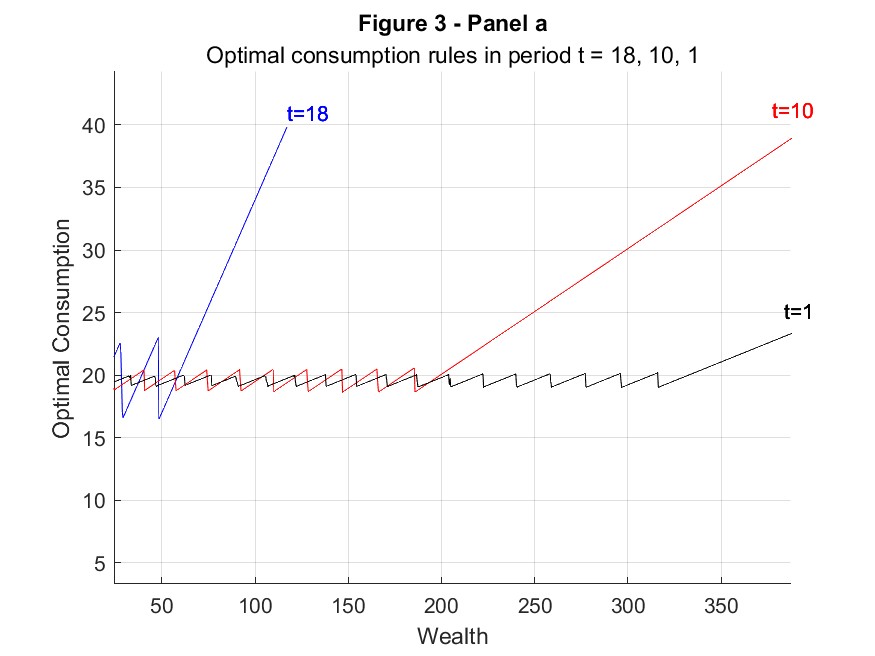 Figure 3 - Panel a
Optimal consumption rules in period t = 18, 10, 1
t=18
t=10
t=1
40
35
30
25
20
15
10
5
Optimal Consumption
50 100 150 200 250 300 350
Wealth